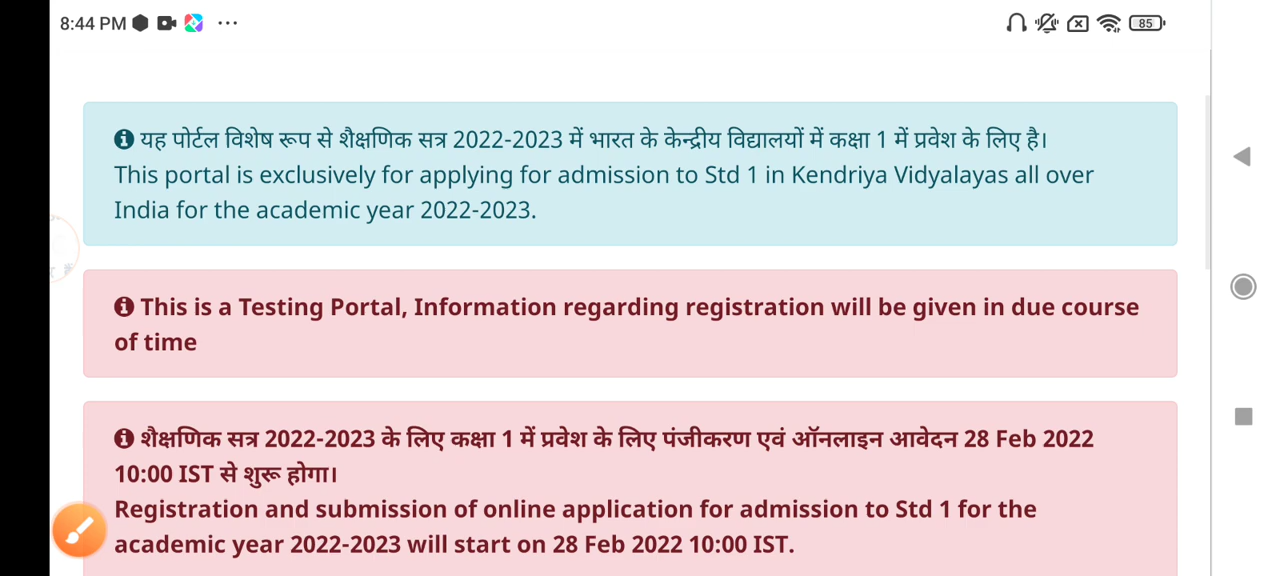 8:44 PM
85
यह पोर्टल विशेष रूप से शैक्षणिक सत्र 2022-2023 में भारत के केन्द्रीय विद्यालयों में कक्षा 1 में प्रवेश के लिए है।
This portal is exclusively for applying for admission to Std 1 in Kendriya Vidyalayas all over
India for the academic year 2022-2023.
This is a Testing Portal, Information regarding registration will be given in due course
of time
शैक्षणिक सत्र 2022-2023 के लिए कक्षा 1 में प्रवेश के लिए पंजीकरण एवं ऑनलाइन आवेदन 28 Feb 2022
10:00 IST से शुरू होगा।
Registration and submission of online application for admission to Std 1 for the
academic year 2022-2023 will start on 28 Feb 2022 10:00 IST.